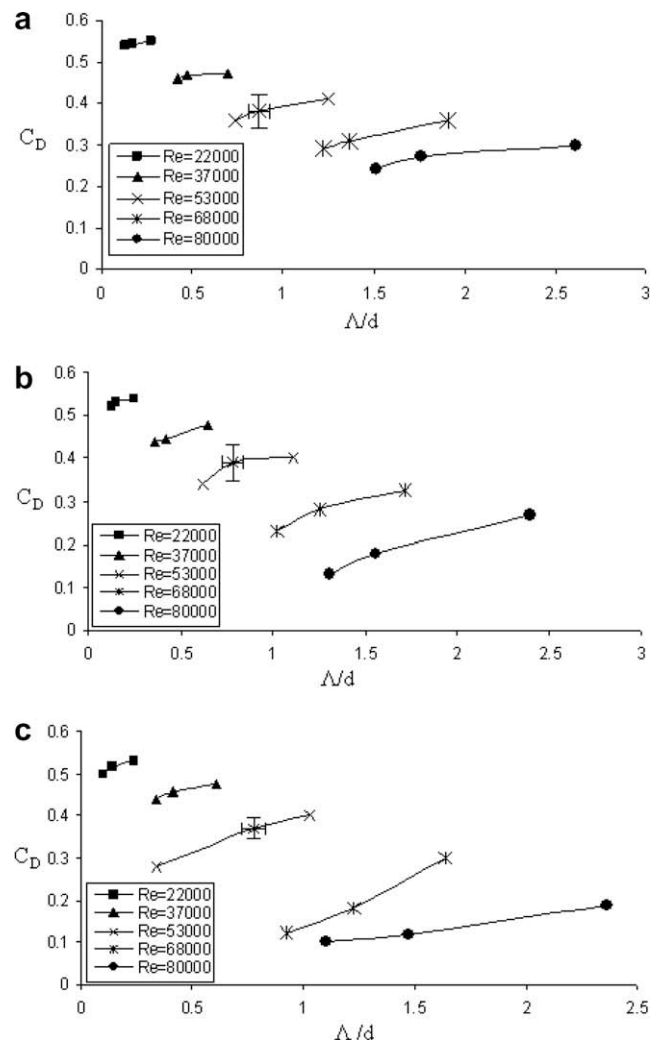 a
0.6
0.5
0.4
C_D 0.3
0.2
0.1
0
Re=22000
Re=37000
Re=53000
Re=68000
Re=80000
0 0.5 1 1.5 2 2.5 3
Λ/d
b
0.6
0.5
0.4
C_D 0.3
0.2
0.1
0
Re=22000
Re=37000
Re=53000
Re=68000
Re=80000
0 0.5 1 1.5 2 2.5 3
Λ/d
c
0.6
0.5
0.4
C_D 0.3
0.2
0.1
0
Re=22000
Re=37000
Re=53000
Re=68000
Re=80000
0 0.5 1 1.5 2 2.5
Λ/d